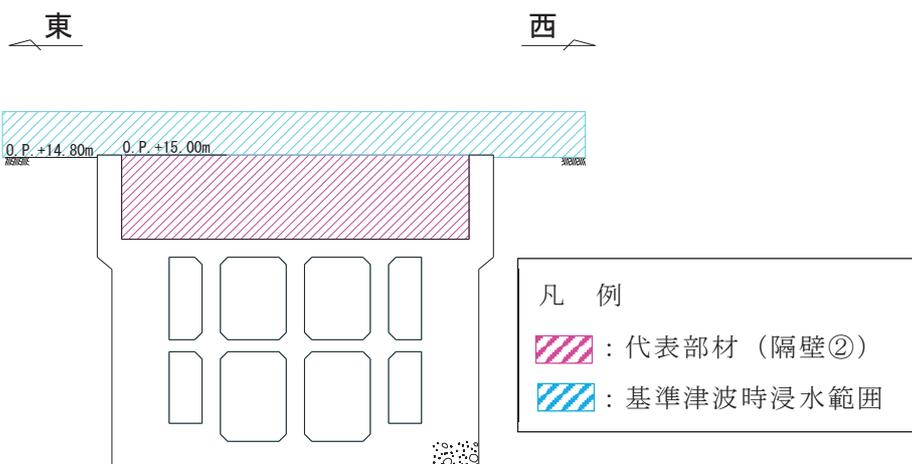 東 西
O.P.+14.80m O.P.+15.00m
凡 例
：代表部材（隔壁②）
：基準津波時浸水範囲